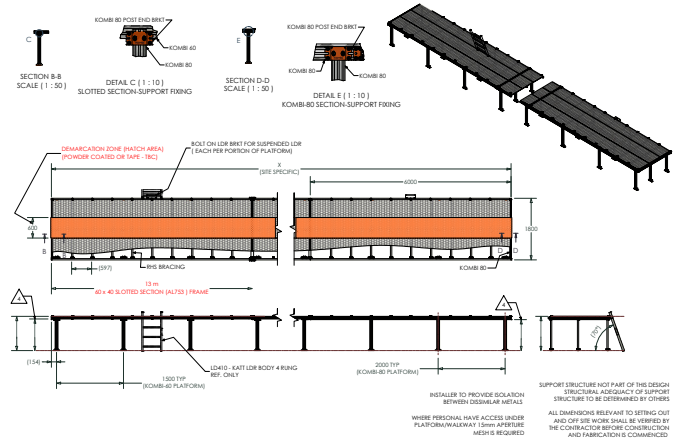 KOMBI 80 POST END BRKT
KOMBI 60
KOMBI 80
C
SECTION B-B
SCALE ( 1 : 50 )
DETAIL C ( 1 : 10 )
SLOTTED SECTION-SUPPORT FIXING
E
SECTION D-D
SCALE ( 1 : 50 )
KOMBI 80 POST END BRKT
KOMBI 80
KOMBI 80
DETAIL E ( 1 : 10 )
KOMBI-80 SECTION-SUPPORT FIXING
DEMARCATION ZONE (HATCH AREA)
(POWDER COATED OR TAPE - TBC)
BOLT ON LDR BRKT FOR SUSPENDED LDR
( EACH PER PORTION OF PLATFORM)
X
(SITE SPECIFIC)
6000
600
1800
B
B
D
D
(597)
RHS BRACING
KOMBI 80
13 m
60 x 40 SLOTTED SECTION (AL753 ) FRAME
4
4
(154)
1500 TYP
(KOMBI-60 PLATFORM)
LD410 - KATT LDR BODY 4 RUNG
REF. ONLY
2000 TYP
(KOMBI-80 PLATFORM)
(70°)
INSTALLER TO PROVIDE ISOLATION
BETWEEN DISSIMILAR METALS
WHERE PERSONAL HAVE ACCESS UNDER
PLATFORM/WALKWAY 15mm APERTURE
MESH IS REQUIRED
SUPPORT STRUCTURE NOT PART OF THIS DESIGN
STRUCTURAL ADEQUACY OF SUPPORT
STRUCTURE TO BE DETERMINED BY OTHERS
ALL DIMENSIONS RELEVANT TO SETTING OUT
AND OFF SITE WORK SHALL BE VERIFIED BY
THE CONTRACTOR BEFORE CONSTRUCTION
AND FABRICATION IS COMMENCED